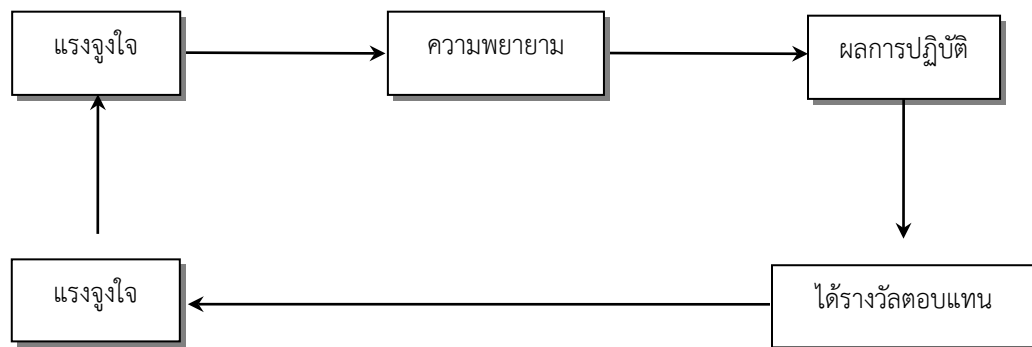 แรงจูงใจ
ความพยายาม
ผลการปฏิบัติ
แรงจูงใจ
ได้รางวัลตอบแทน